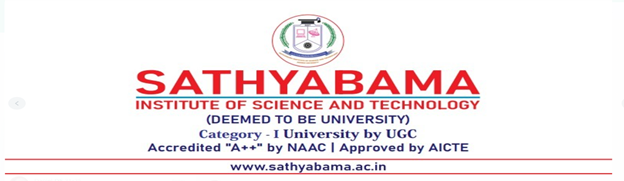 SATHYABAMA
INSTITUTE OF SCIENCE AND TECHNOLOGY
(DEEMED TO BE UNIVERSITY)
Category - I University by UGC
Accredited "A++" by NAAC | Approved by AICTE
www.sathyabama.ac.in